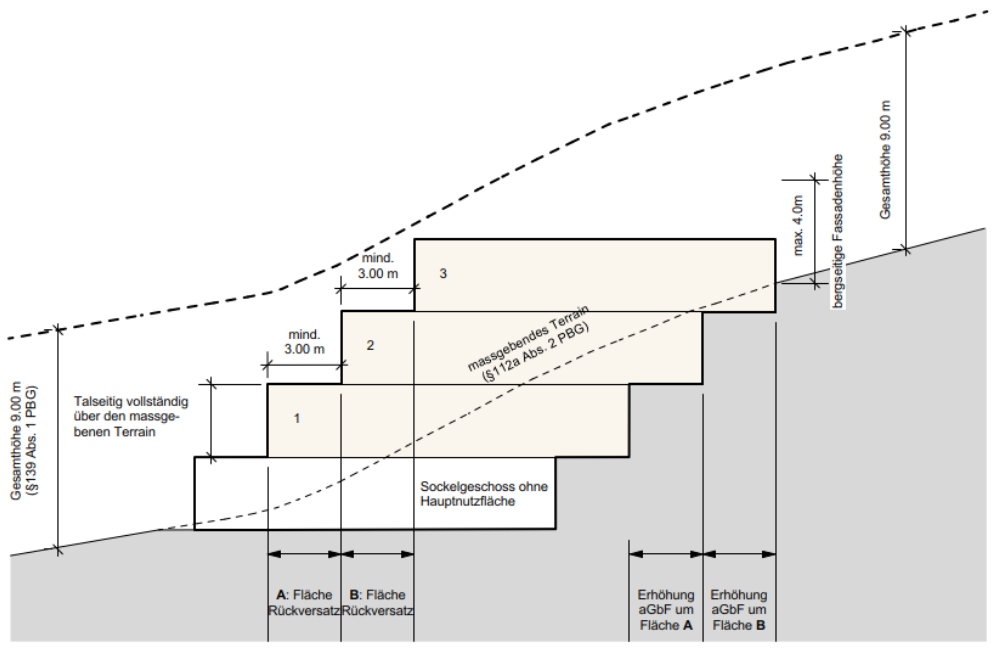 Gesamthöhe 9.00 m
max. 4.0m
bergseitige Fassadenhöhe
mind.
3.00 m
3
mind.
3.00 m
2
massgebendes Terrain
(§112a Abs. 2 PBG)
Gesamthöhe 9.00 m
(§139 Abs. 1 PBG)
Talseitig vollständig
über den massge-
benen Terrain
1
Sockelgeschoss ohne
Hauptnutzfläche
A: Fläche
Rückversatz
B: Fläche
Rückversatz
Erhöhung
aGbF um
Fläche A
Erhöhung
aGbF um
Fläche B